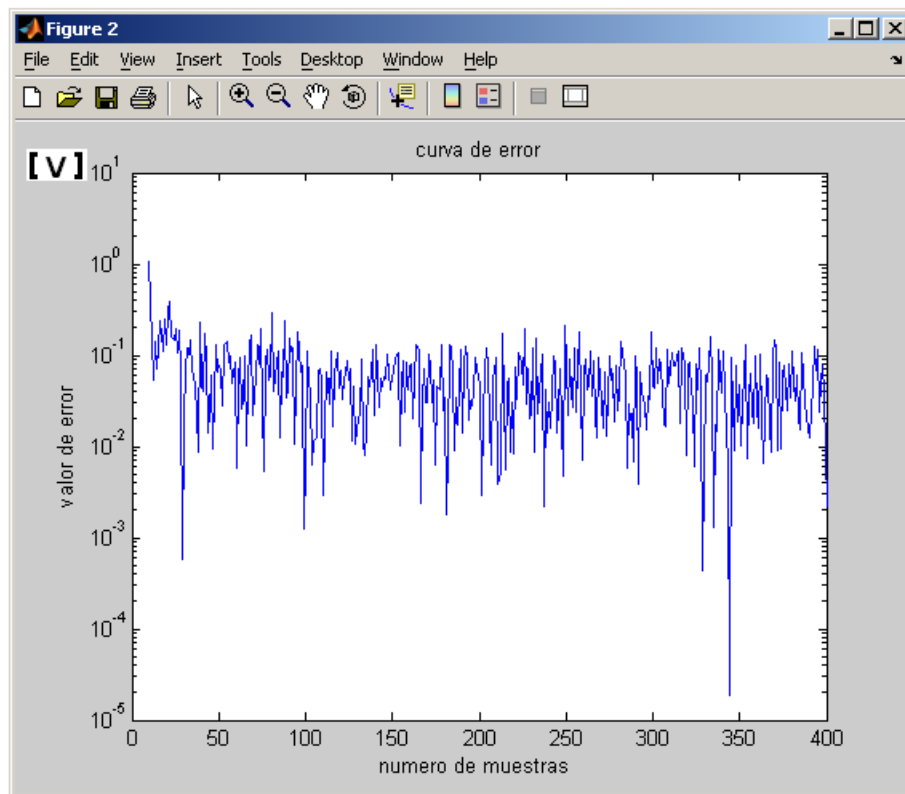 Figure 2
File Edit View Insert Tools Desktop Window Help
curva de error
[V]
10^1
10^0
10^-1
10^-2
10^-3
10^-4
10^-5
valor de error
0 50 100 150 200 250 300 350 400
numero de muestras